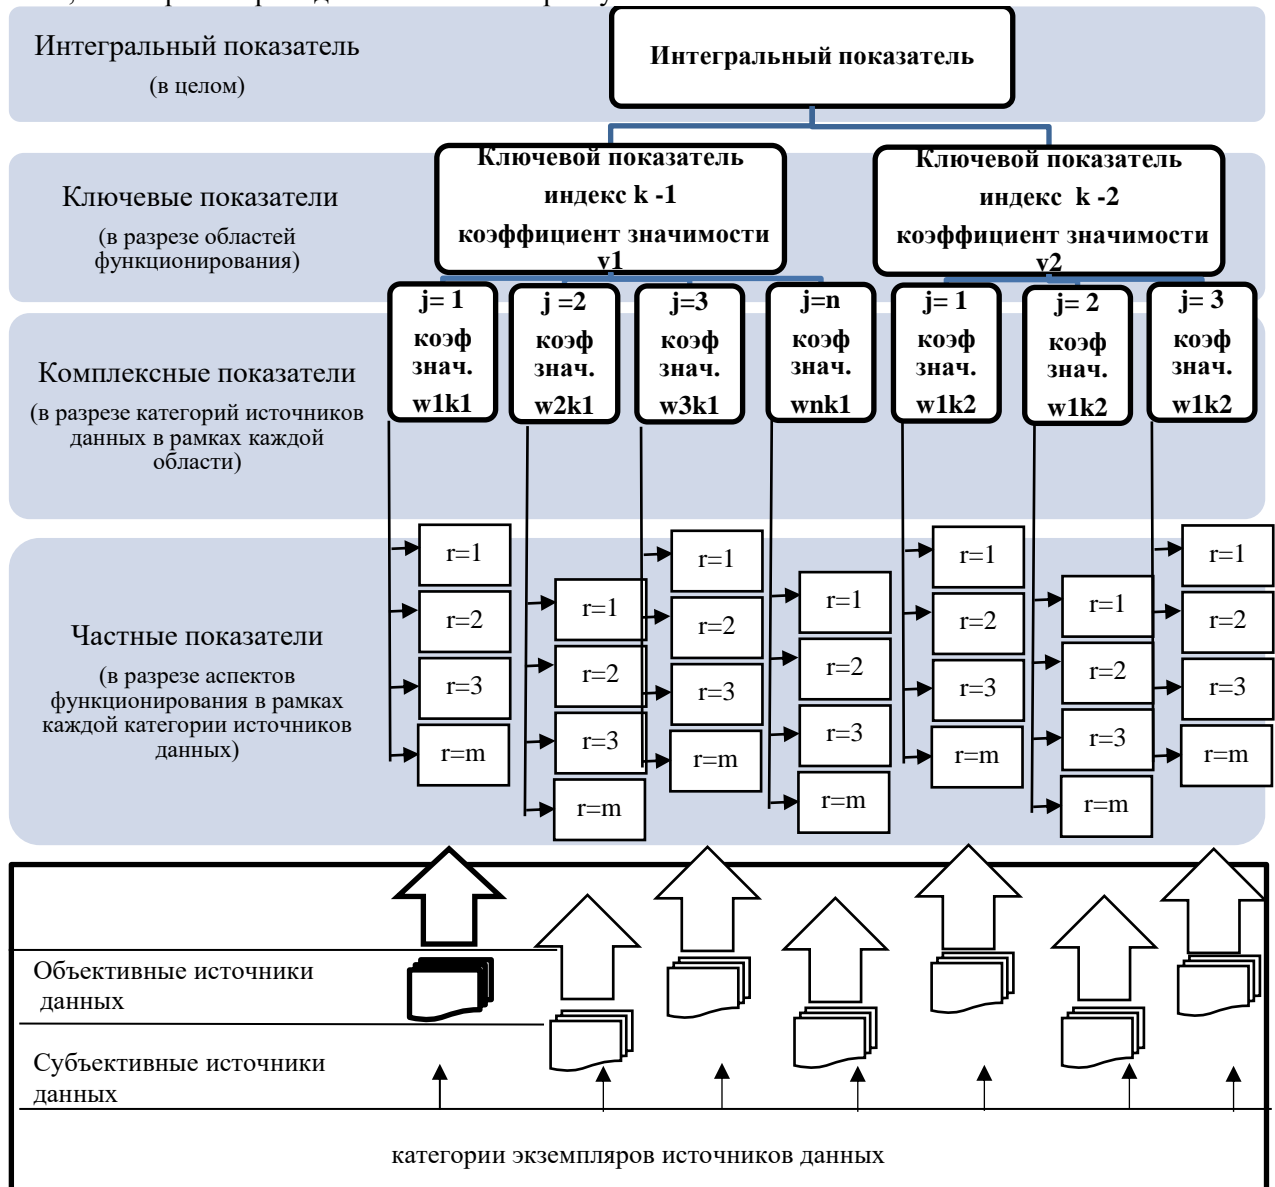 Интегральный показатель
(в целом)
Интегральный показатель
Ключевые показатели
(в разрезе областей
функционирования)
Ключевой показатель
индекс k -1
коэффициент значимости
v1
Ключевой показатель
индекс k -2
коэффициент значимости
v2
Комплексные показатели
(в разрезе категорий источников
данных в рамках каждой
области)
j= 1
коэф
знач.
w1k1
j =2
коэф
знач.
w2k1
j=3
коэф
знач.
w3k1
j=n
коэф
знач.
wnk1
j= 1
коэф
знач.
w1k2
j= 2
коэф
знач.
w1k2
j= 3
коэф
знач.
w1k2
Частные показатели
(в разрезе аспектов
функционирования в рамках
каждой категории источников
данных)
r=1
r=2
r=3
r=m
r=1
r=2
r=3
r=m
r=1
r=2
r=3
r=m
r=1
r=2
r=3
r=m
r=1
r=2
r=3
r=m
r=1
r=2
r=3
r=m
r=1
r=2
r=3
r=m
Объективные источники
данных
Субъективные источники
данных
категории экземпляров источников данных